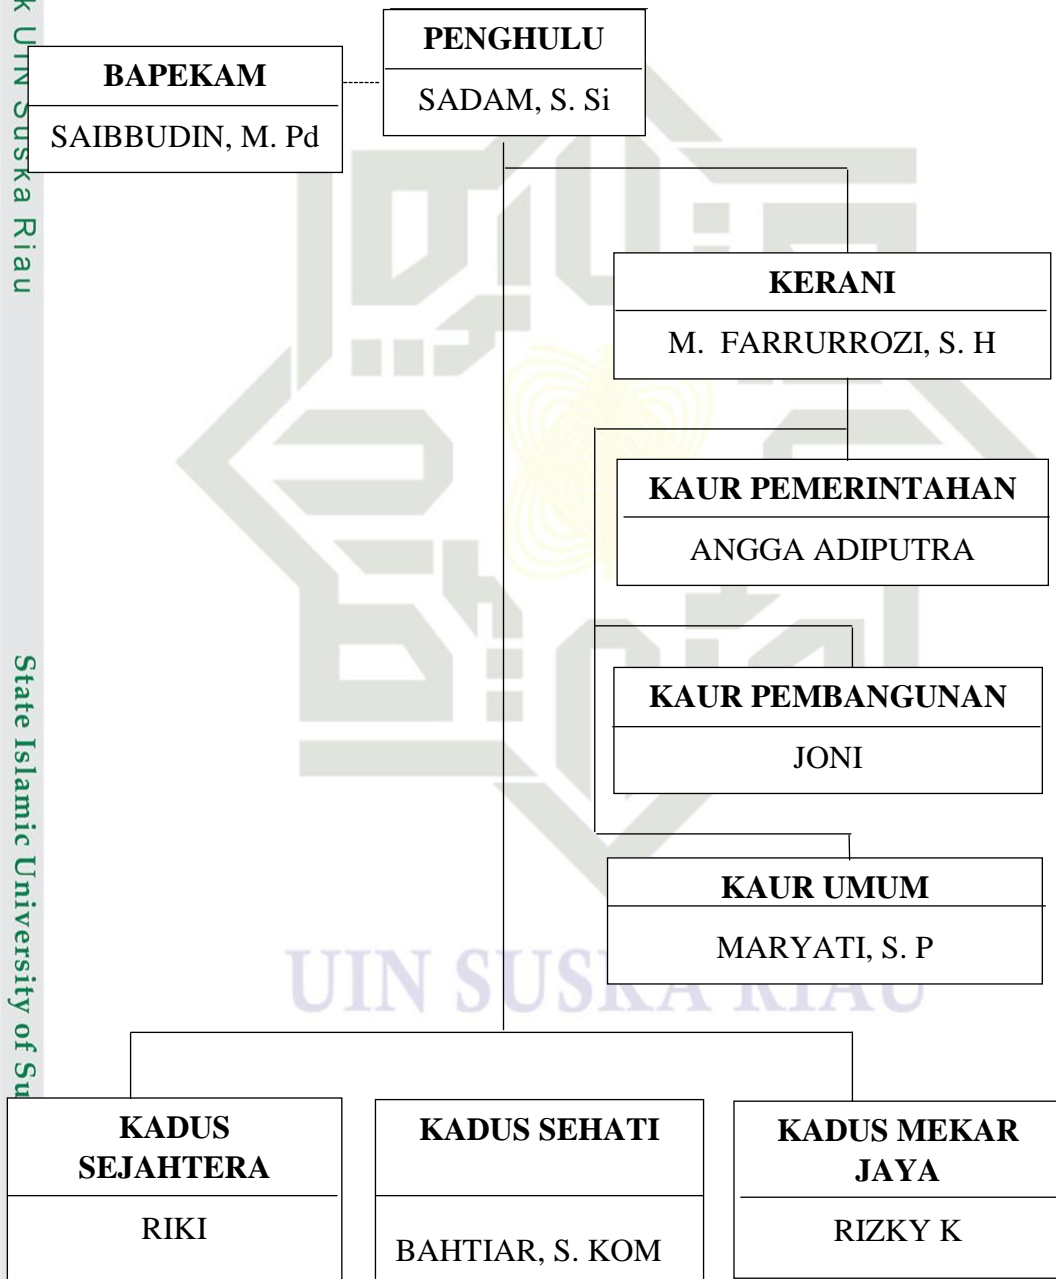 PENGHULU
SADAM, S. Si
BAPEKAM
SAIBBUDIN, M. Pd
KERANI
M. FARRURROZI, S. H
KAUR PEMERINTAHAN
ANGGA ADIPUTRA
KAUR PEMBANGUNAN
JONI
KAUR UMUM
MARYATI, S. P
KADUS
SEJAHTERA
RIKI
KADUS SEHATI
BAHTIAR, S. KOM
KADUS MEKAR
JAYA
RIZKY K
UIN SUSKA RIAU
k UIN Suska Riau
State Islamic University of Su